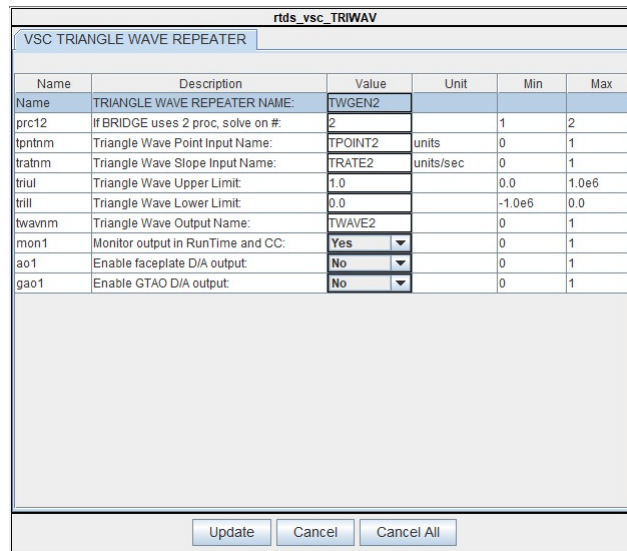 rtds_vsc_TRIWAV
VSC TRIANGLE WAVE REPEATER
Name Description Value Unit Min Max
Name TRIANGLE WAVE REPEATER NAME: TWGEN2
prc12 If BRIDGE uses 2 proc, solve on #: 2 1 2
tpntnm Triangle Wave Point Input Name: TPOINT2 units 0 1
tratnm Triangle Wave Slope Input Name: TRATE2 units/sec 0 1
triul Triangle Wave Upper Limit: 1.0 0.0 1.0e6
trill Triangle Wave Lower Limit: 0.0 -1.0e6 0.0
twavnm Triangle Wave Output Name: TWAVE2 0 1
mon1 Monitor output in RunTime and CC: Yes 0 1
ao1 Enable faceplate D/A output: No 0 1
gao1 Enable GTAO D/A output: No 0 1
Update Cancel Cancel All